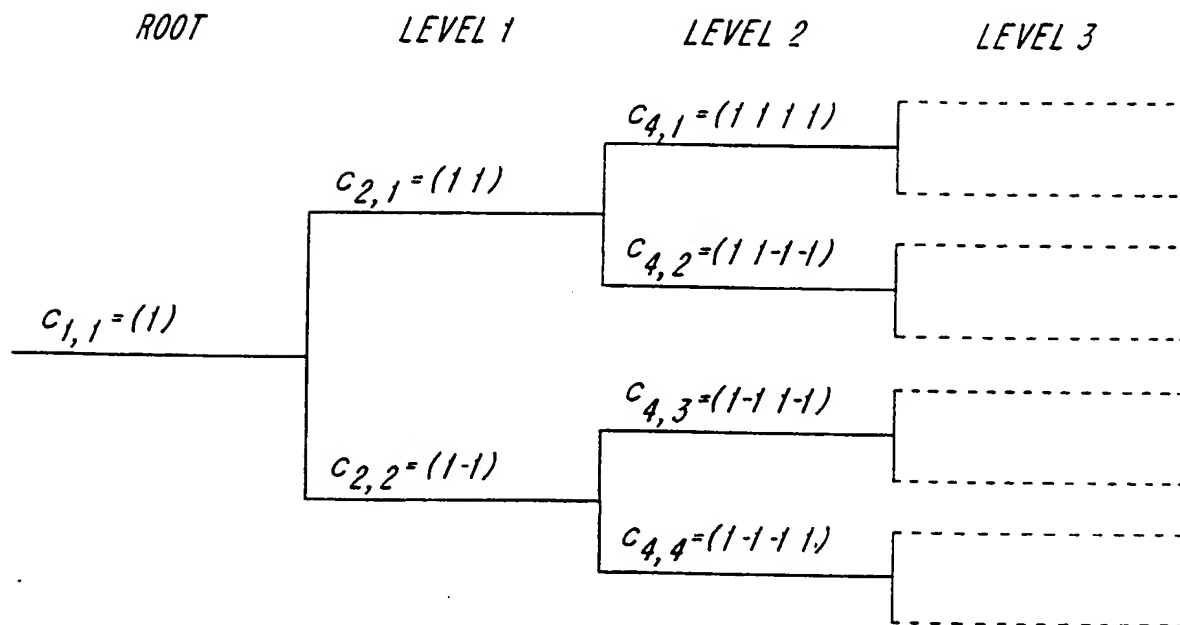 ROOT LEVEL 1 LEVEL 2 LEVEL 3
C4,1=(1 1 1 1)
C2,1=(1 1)
C4,2=(1 1-1-1)
C1,1=(1)
C4,3=(1-1 1-1)
C2,2=(1-1)
C4,4=(1-1-1 1)